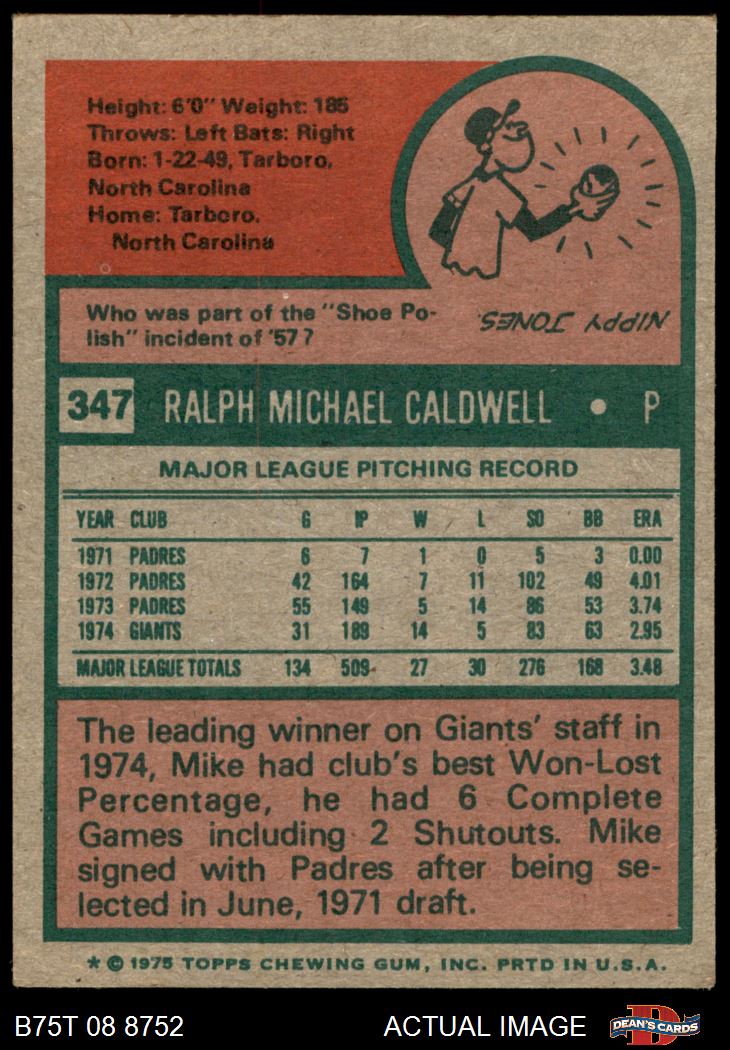 Height: 6'0" Weight: 185
Throws: Left Bats: Right
Born: 1-22-49, Tarboro,
North Carolina
Home: Tarboro,
North Carolina
Who was part of the "Shoe Po-
lish" incident of '57?
NIPPY JONES.
347 RALPH MICHAEL CALDWELL • P
MAJOR LEAGUE PITCHING RECORD
YEAR CLUB G IP W L SO BB ERA
1971 PADRES 6 7 1 0 5 3 0.00
1972 PADRES 42 164 7 11 102 49 4.01
1973 PADRES 55 149 5 14 86 53 3.74
1974 GIANTS 31 189 14 5 83 63 2.95
MAJOR LEAGUE TOTALS 134 509 27 30 276 168 3.48
The leading winner on Giants' staff in
1974, Mike had club's best Won-Lost
Percentage, he had 6 Complete
Games including 2 Shutouts. Mike
signed with Padres after being se-
lected in June, 1971 draft.
* © 1975 TOPPS CHEWING GUM, INC. PRTD IN U.S.A.
B75T 08 8752 ACTUAL IMAGE
D
DEAN'S CARDS